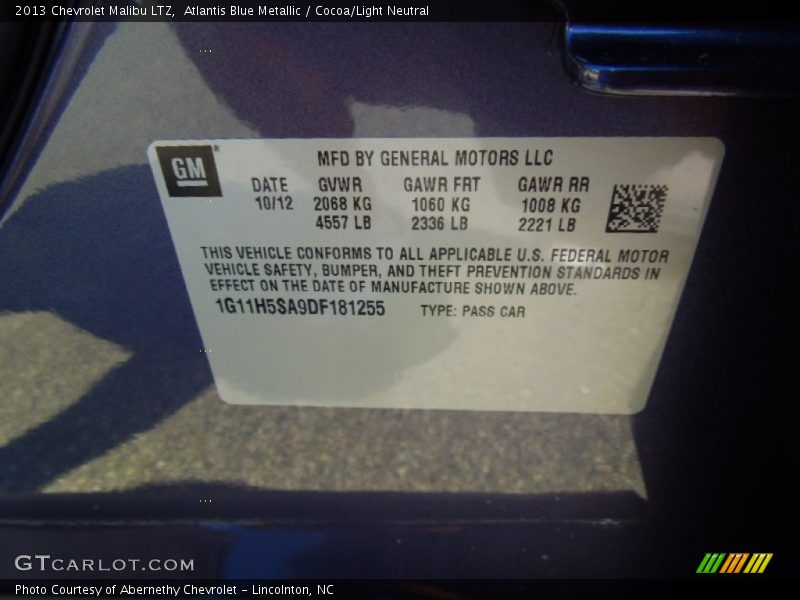 2013 Chevrolet Malibu LTZ,  Atlantis Blue Metallic / Cocoa/Light Neutral
GM®
MFD BY GENERAL MOTORS LLC
DATE GVWR GAWR FRT GAWR RR
10/12 2068 KG 1060 KG 1008 KG
4557 LB 2336 LB 2221 LB
THIS VEHICLE CONFORMS TO ALL APPLICABLE U.S. FEDERAL MOTOR
VEHICLE SAFETY, BUMPER, AND THEFT PREVENTION STANDARDS IN
EFFECT ON THE DATE OF MANUFACTURE SHOWN ABOVE.
1G11H5SA9DF181255 TYPE: PASS CAR
GTCARLOT.COM
Photo Courtesy of Abernethy Chevrolet – Lincolnton, NC